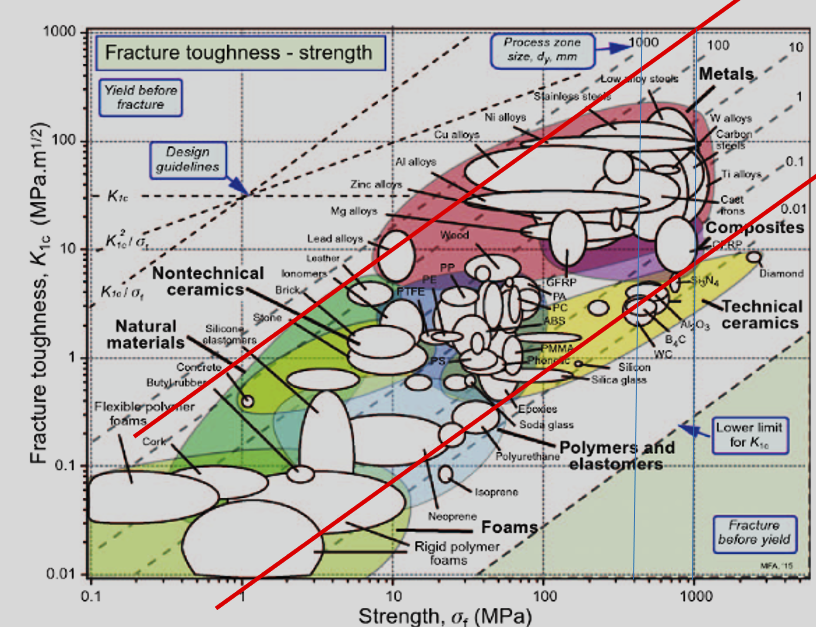 Fracture toughness - strength
Process zone
size, dy, mm
1000
100
10
1
0.1
0.01
Yield before
fracture
Design
guidelines
Low alloy steels
Metals
Stainless steels
Ni alloys
W alloys
Cu alloys
Carbon
steels
Al alloys
Ti alloys
Zinc alloys
Cast
irons
Mg alloys
Composites
CFRP
Lead alloys
Wood
Leather
Diamond
Nontechnical
ceramics
Ionomers
PP
PE
GFRP
Si3N4
Brick
PTFE
PA
PC
Technical
ceramics
Stone
ABS
Al2O3
Natural
materials
Silicone
elastomers
B4C
WC
PMMA
PS
Phenolic
Silicon
Silica glass
Concrete
Butyl rubber
Epoxies
Soda glass
Flexible polymer
foams
Cork
Polyurethane
Polymers and
elastomers
Lower limit
for K1c
Isoprene
Neoprene
Foams
Rigid polymer
foams
Fracture
before yield
MFA, '15
K1c
K1c2/ σf
K1c/ σf
Fracture toughness, K1c (MPa.m1/2)
1000
100
10
1
0.1
0.01
0.1
1
10
100
1000
Strength, σf (MPa)